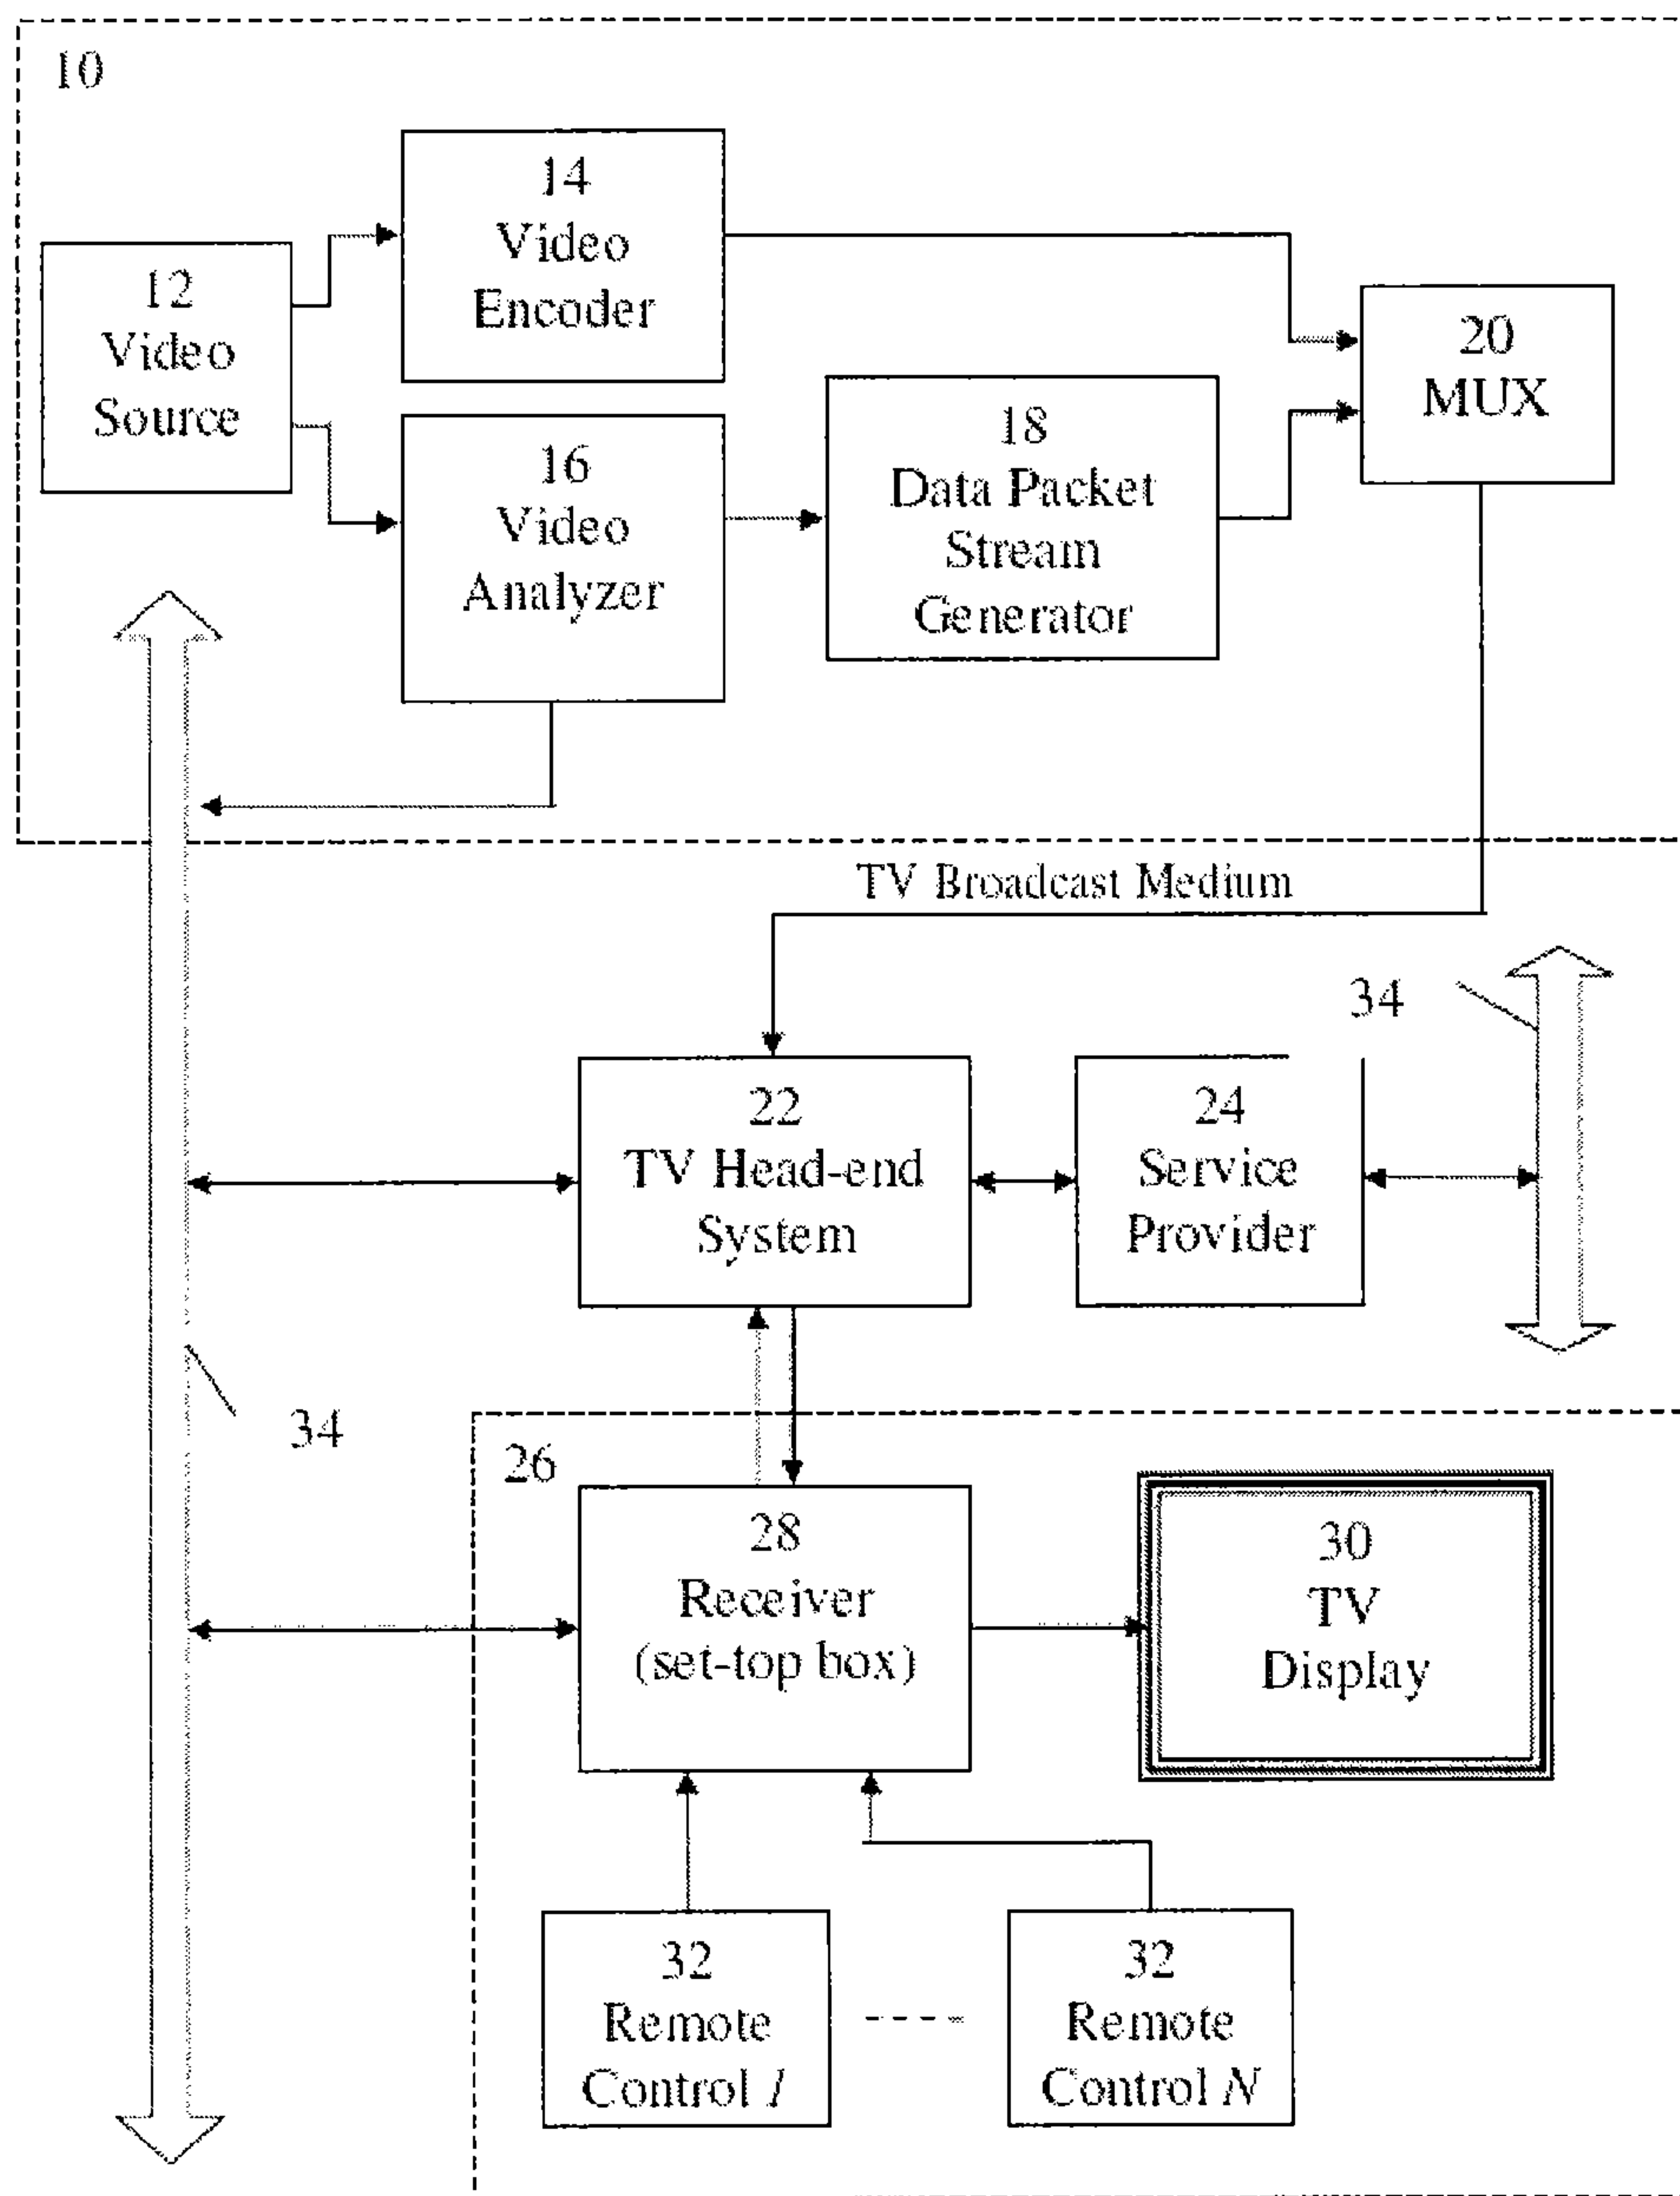 10
14
Video
Encoder
12
Video
Source
20
MUX
16
Video
Analyzer
18
Data Packet
Stream
Generator
TV Broadcast Medium
34
22
TV Head-end
System
24
Service
Provider
34
26
28
Receiver
(set-top box)
30
TV
Display
32
Remote
Control 1
32
Remote
Control N